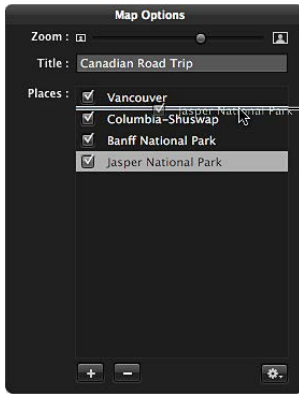 Map Options
Zoom :
Title : Canadian Road Trip
Places : Vancouver
Jasper National Park
Columbia-Shuswap
Banff National Park
Jasper National Park